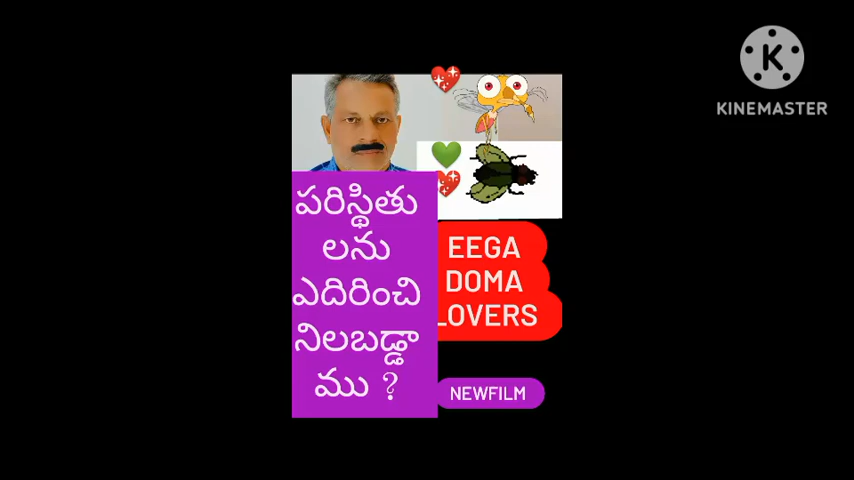 KINEMASTER
పరిస్థితు
లను
ఎదిరించి
నిలబడ్డా
ము ?
EEGA
DOMA
LOVERS
NEWFILM